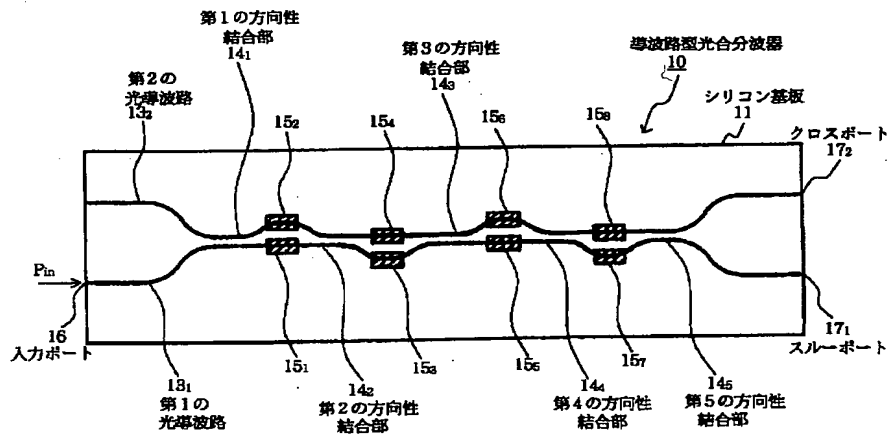 第1の方向性
結合部
14₁
第2の
光導波路
13₂
15₂
15₄
第3の方向性
結合部
14₃
15₆
15₈
導波路型光合分波器
10
シリコン基板
11
クロスポート
17₂
Pin
16
入力ポート
13₁
第1の
光導波路
15₁
14₂
第2の方向性
結合部
15₃
15₅
14₄
第4の方向性
結合部
15₇
14₅
第5の方向性
結合部
17₁
スルーポート